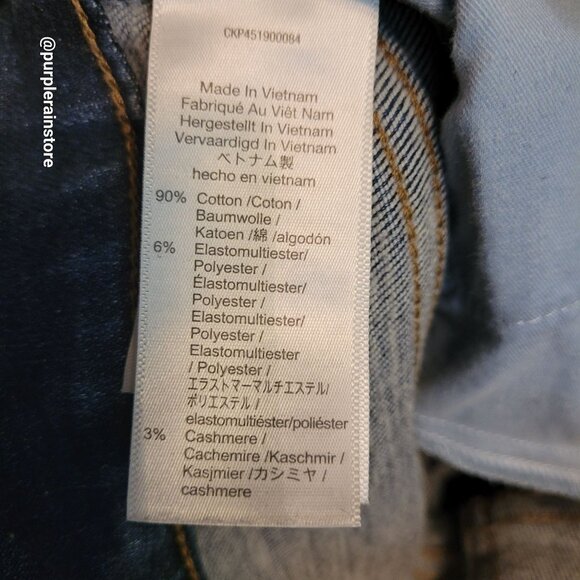 @purplerainstore
CKP451900084
Made In Vietnam
Fabriqué Au Viêt Nam
Hergestellt In Vietnam
Vervaardigd In Vietnam
ベトナム製
hecho en vietnam
90% Cotton /Coton /
Baumwolle /
Katoen /綿 /algodón
6% Elastomultiester/
Polyester /
Élastomultiester/
Polyester /
Elastomultiester/
Polyester /
Elastomultiester
/ Polyester /
エラストマーマルチエステル/
ポリエステル /
elastomultiéster/poliéster
3% Cashmere /
Cachemire /Kaschmir /
Kasjmier /カシミヤ /
cashmere